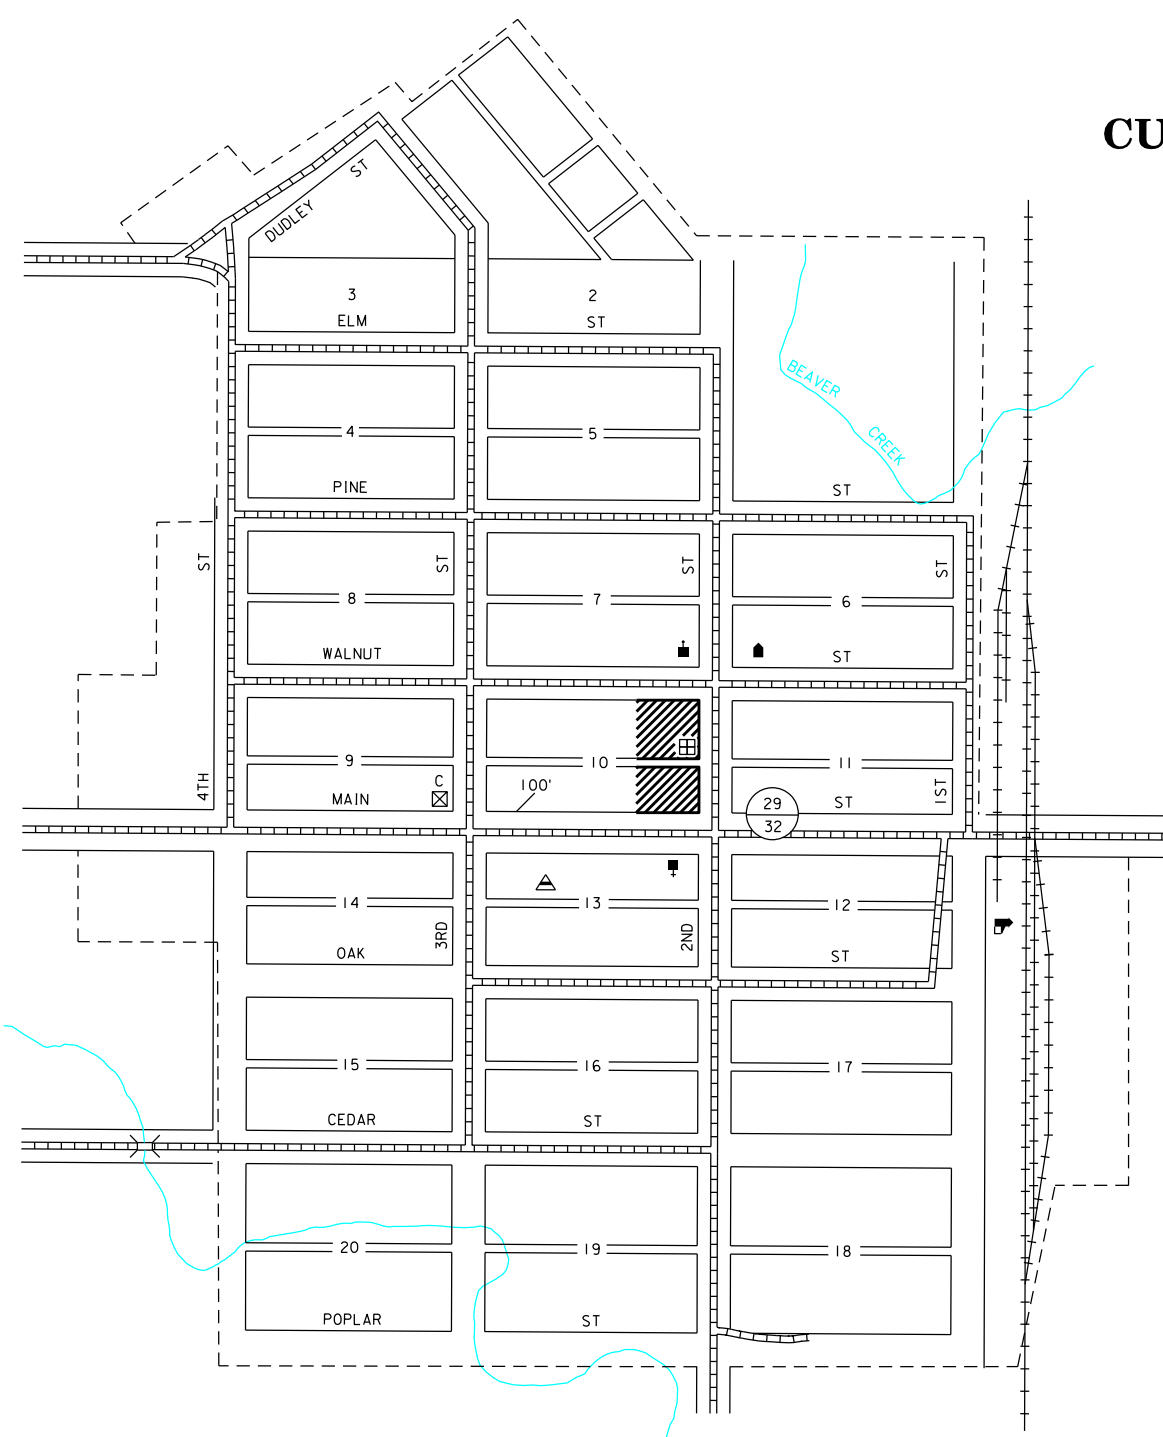 CU
ST
DUDLEY
3
2
ELM
ST
BEAVER
CREEK
4
5
PINE
ST
ST
ST
ST
ST
8
7
6
WALNUT
ST
9
10
11
4TH
C
100'
1ST
MAIN
ST
29
32
14
13
12
3RD
2ND
OAK
ST
15
16
17
CEDAR
ST
20
19
18
POPLAR
ST